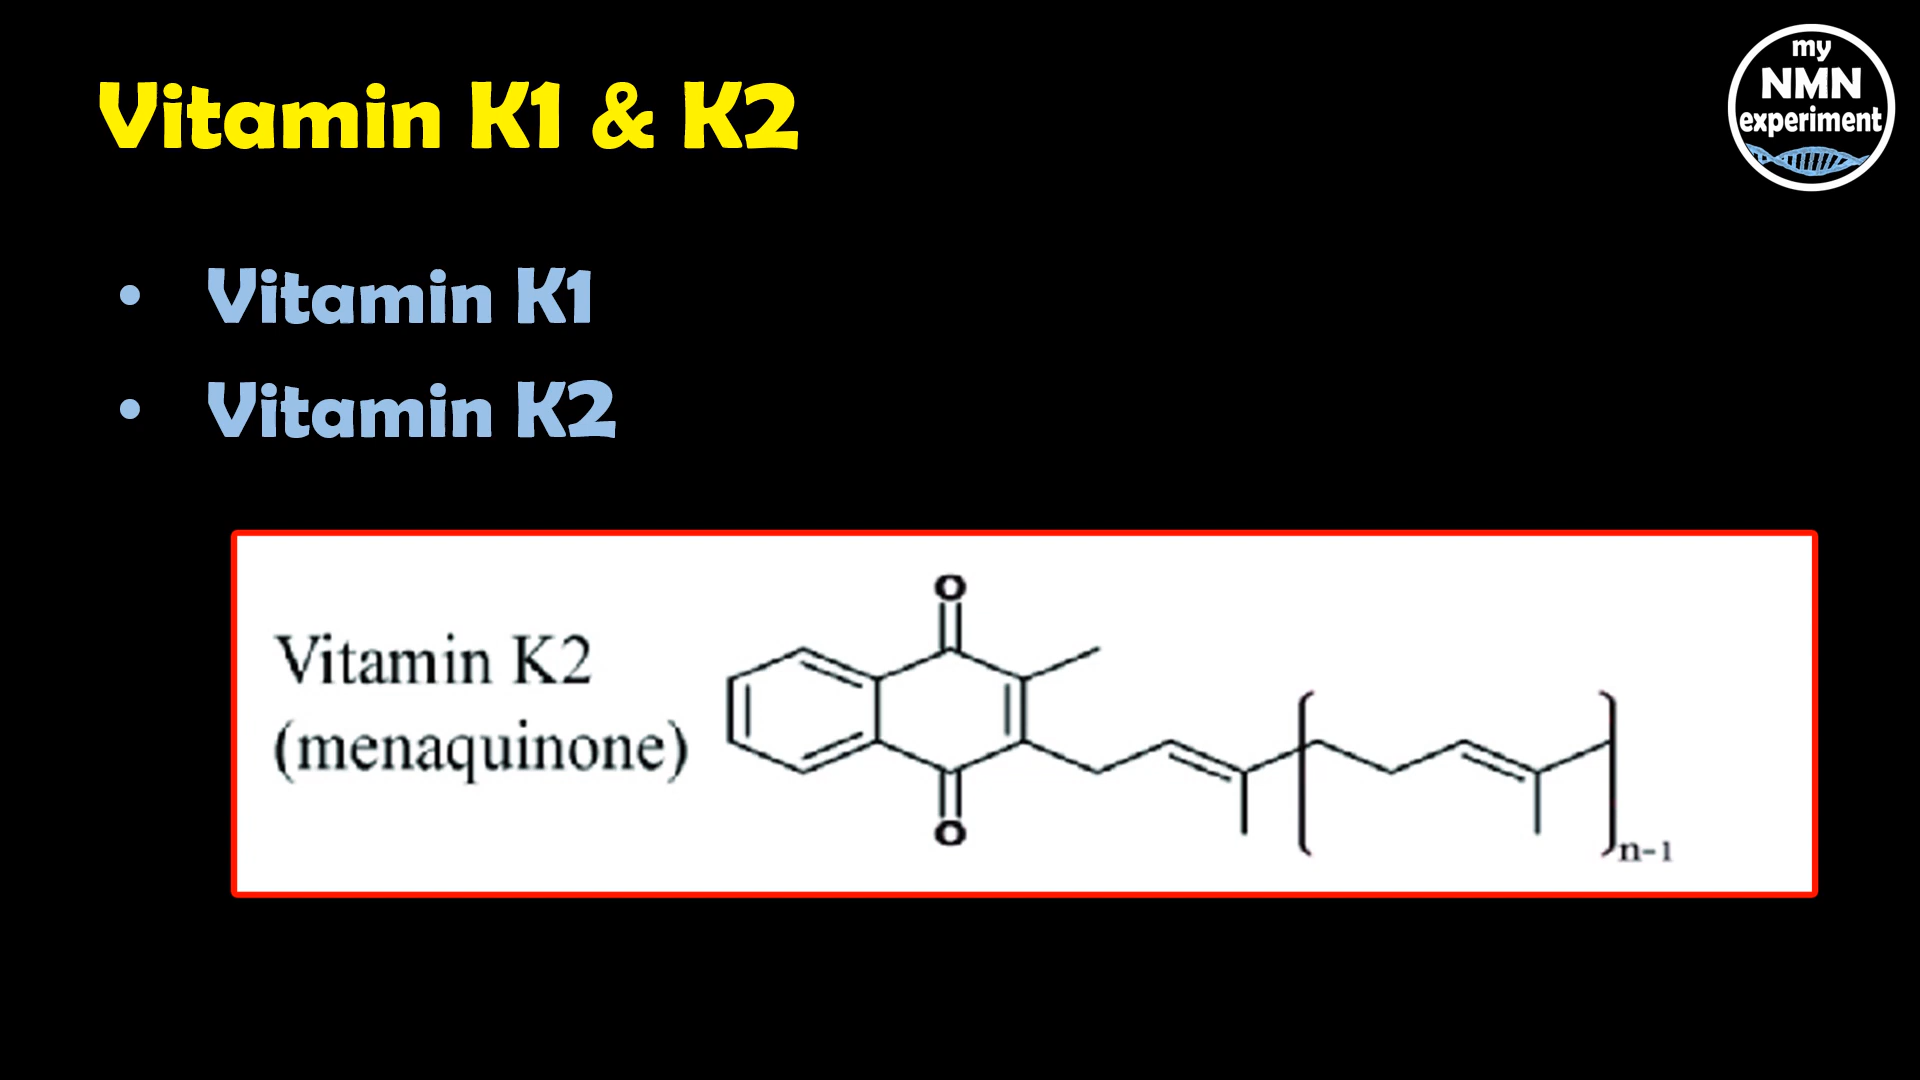 Vitamin K1 & K2
my
NMN
experiment
• Vitamin K1
• Vitamin K2
Vitamin K2
(menaquinone)
O
O
n-1